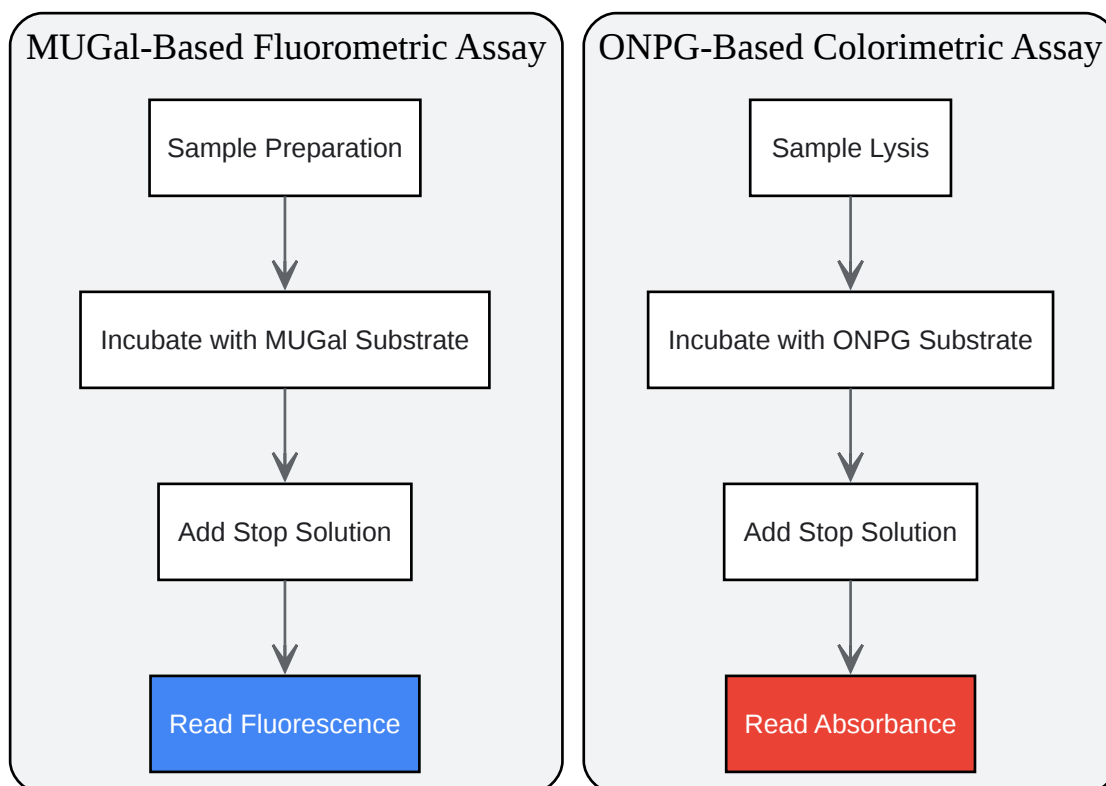 MUGal-Based Fluorometric Assay
Sample Preparation
Incubate with MUGal Substrate
Add Stop Solution
Read Fluorescence
ONPG-Based Colorimetric Assay
Sample Lysis
Incubate with ONPG Substrate
Add Stop Solution
Read Absorbance